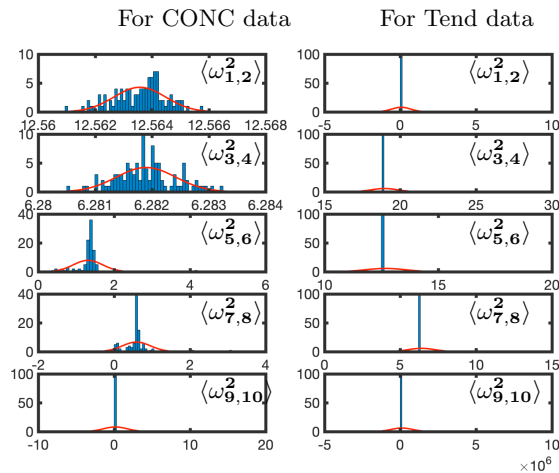 For CONC data For Tend data
10 5 0 ⟨ω²₁,₂⟩ 100 50 0 ⟨ω²₁,₂⟩
12.56 12.562 12.564 12.566 12.568 -5 0 5 10
10 5 0 ⟨ω²₃,₄⟩ 100 50 0 ⟨ω²₃,₄⟩
6.28 6.281 6.282 6.283 6.284 15 20 25 30
40 20 0 ⟨ω²₅,₆⟩ 100 50 0 ⟨ω²₅,₆⟩
0 2 4 6 10 15 20
40 20 0 ⟨ω²₇,₈⟩ 100 50 0 ⟨ω²₇,₈⟩
-2 0 2 4 0 5 10 15
100 50 0 ⟨ω²₉,₁₀⟩ 100 50 0 ⟨ω²₉,₁₀⟩
-10 0 10 20 -5 0 5 10
×10⁶